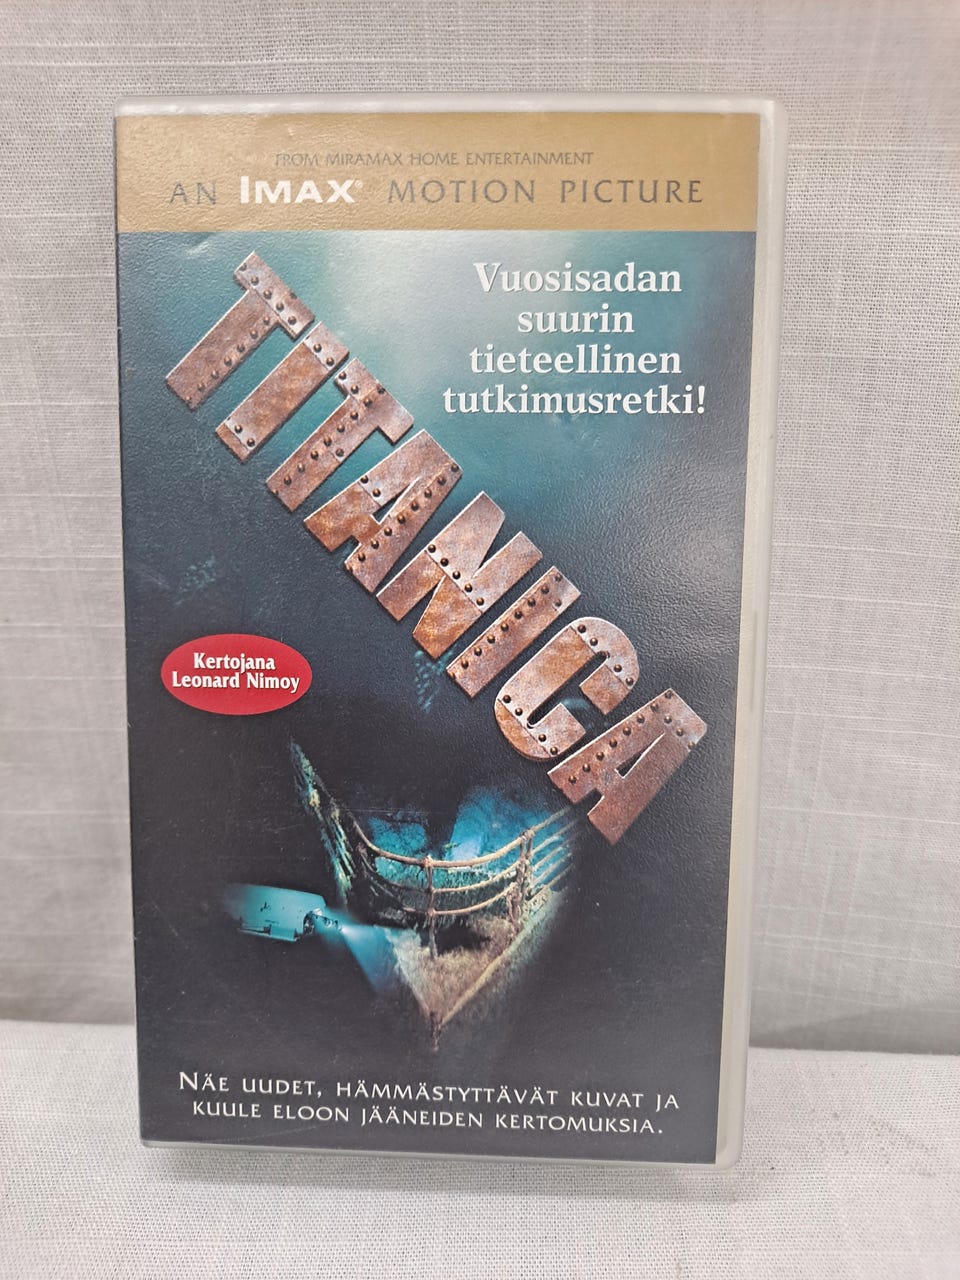 FROM MIRAMAX HOME ENTERTAINMENT
AN IMAX® MOTION PICTURE
Vuosisadan
suurin
tieteellinen
tutkimusretki!
TITANICA
Kertojana
Leonard Nimoy
NÄE UUDET, HÄMMÄSTYTTÄVÄT KUVAT JA
KUULE ELOON JÄÄNEIDEN KERTOMUKSIA.